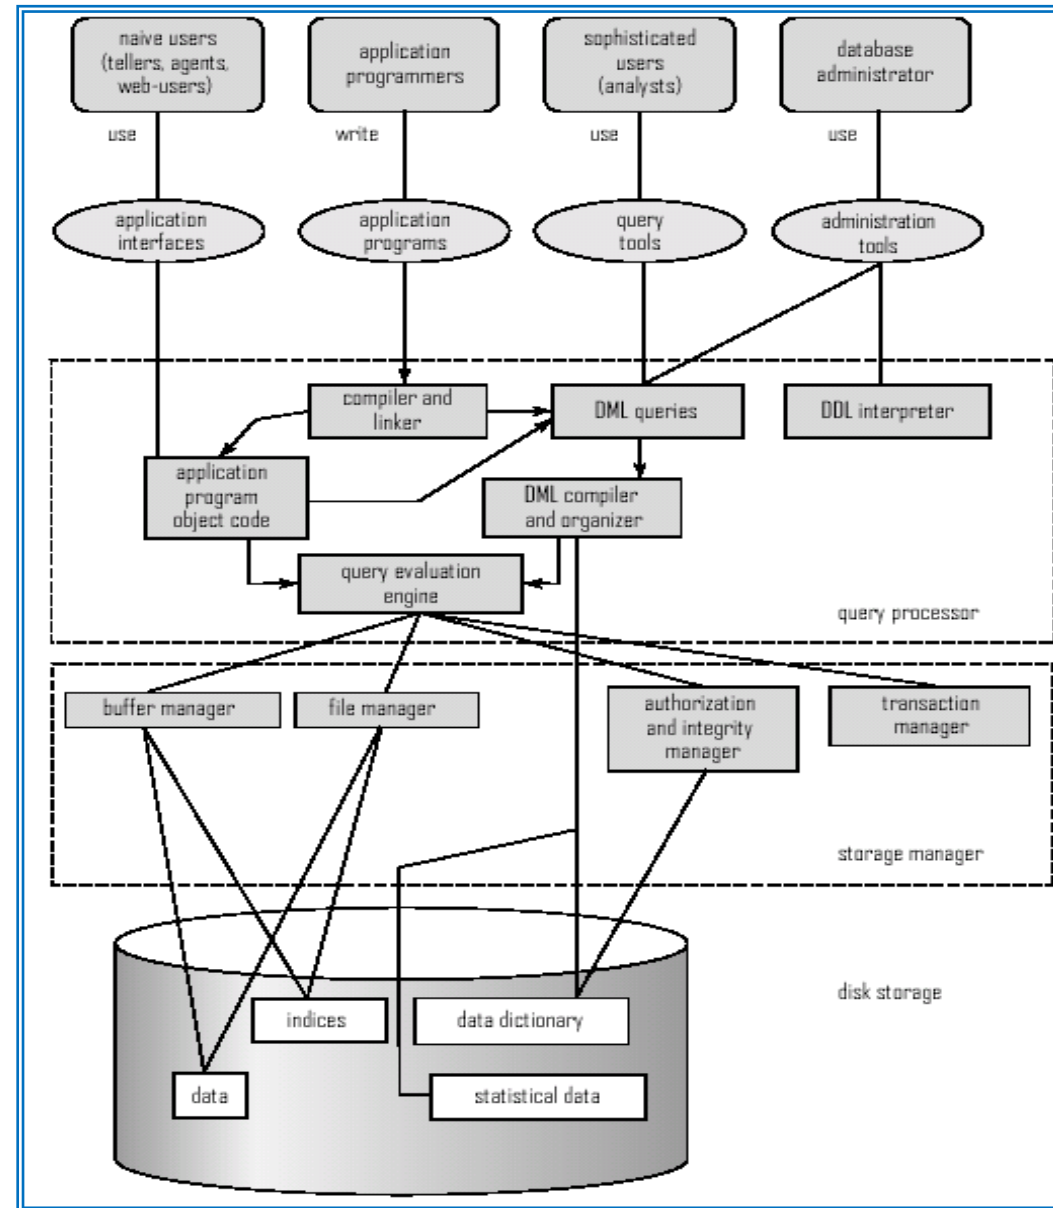 naive users
(tellers, agents,
web-users)
application
programmers
sophisticated
users
(analysts)
database
administrator
use
write
use
use
application
interfaces
application
programs
query
tools
administration
tools
compiler and
linker
DML queries
DDL interpreter
application
program
object code
DML compiler
and organizer
query evaluation
engine
query processor
buffer manager
file manager
authorization
and integrity
manager
transaction
manager
storage manager
disk storage
indices
data dictionary
data
statistical data